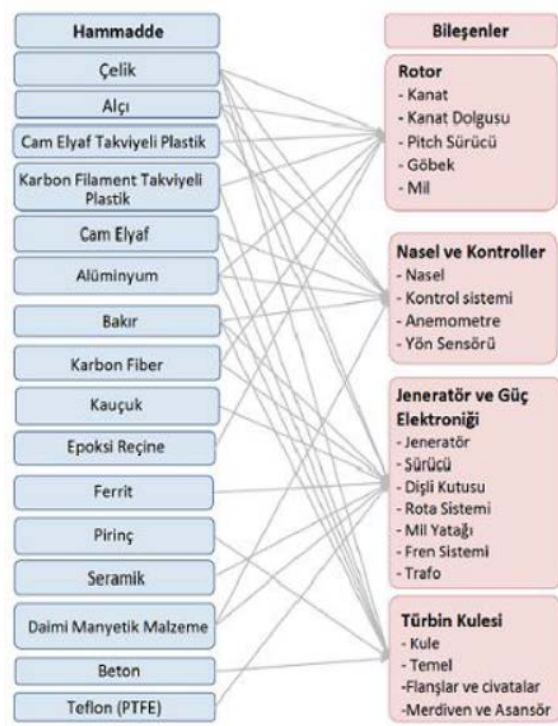 Hammadde
Çelik
Alçı
Cam Elyaf Takviyeli Plastik
Karbon Filament Takviyeli
Plastik
Cam Elyaf
Alüminyum
Bakır
Karbon Fiber
Kauçuk
Epoksi Reçine
Ferrit
Pirinç
Seramik
Daimi Manyetik Malzeme
Beton
Teflon (PTFE)
Bileşenler
Rotor
- Kanat
- Kanat Dolgusu
- Pitch Sürücü
- Göbek
- Mil
Nasel ve Kontroller
- Nasel
- Kontrol sistemi
- Anemometre
- Yön Sensörü
Jeneratör ve Güç
Elektroniği
- Jeneratör
- Sürücü
- Dişli Kutusu
- Rota Sistemi
- Mil Yatağı
- Fren Sistemi
- Trafo
Türbin Kulesi
- Kule
- Temel
-Flanşlar ve civatalar
-Merdiven ve Asansör